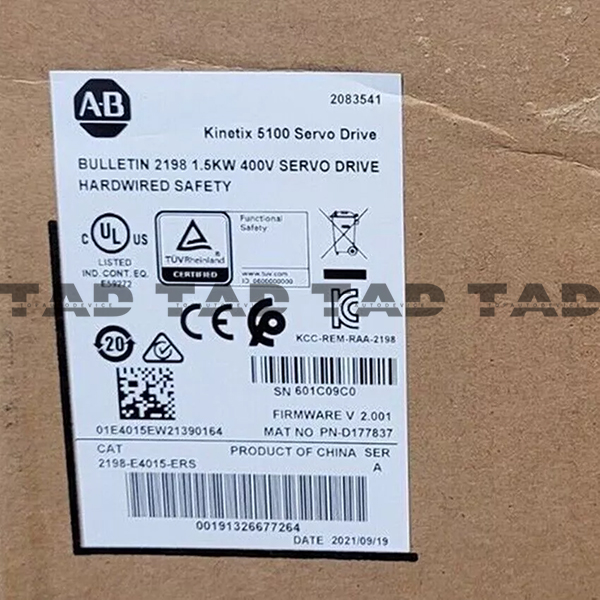 A-B
2083541
Kinetix 5100 Servo Drive
BULLETIN 2198 1.5KW 400V SERVO DRIVE
HARDWIRED SAFETY
C UL US
LISTED
IND. CONT. EQ.
E59272
TÜVRheinland
CERTIFIED
Functional
Safety
www.tuv.com
ID 0600000000
TAD TAD TAD TAD TAD
CE
KC
KCC-REM-RAA-2198
20
SN 601C09C0
FIRMWARE V 2.001
01E4015EW21390164
MAT NO PN-D177837
CAT
PRODUCT OF CHINA SER
2198-E4015-ERS
A
00191326677264
DATE 2021/09/19